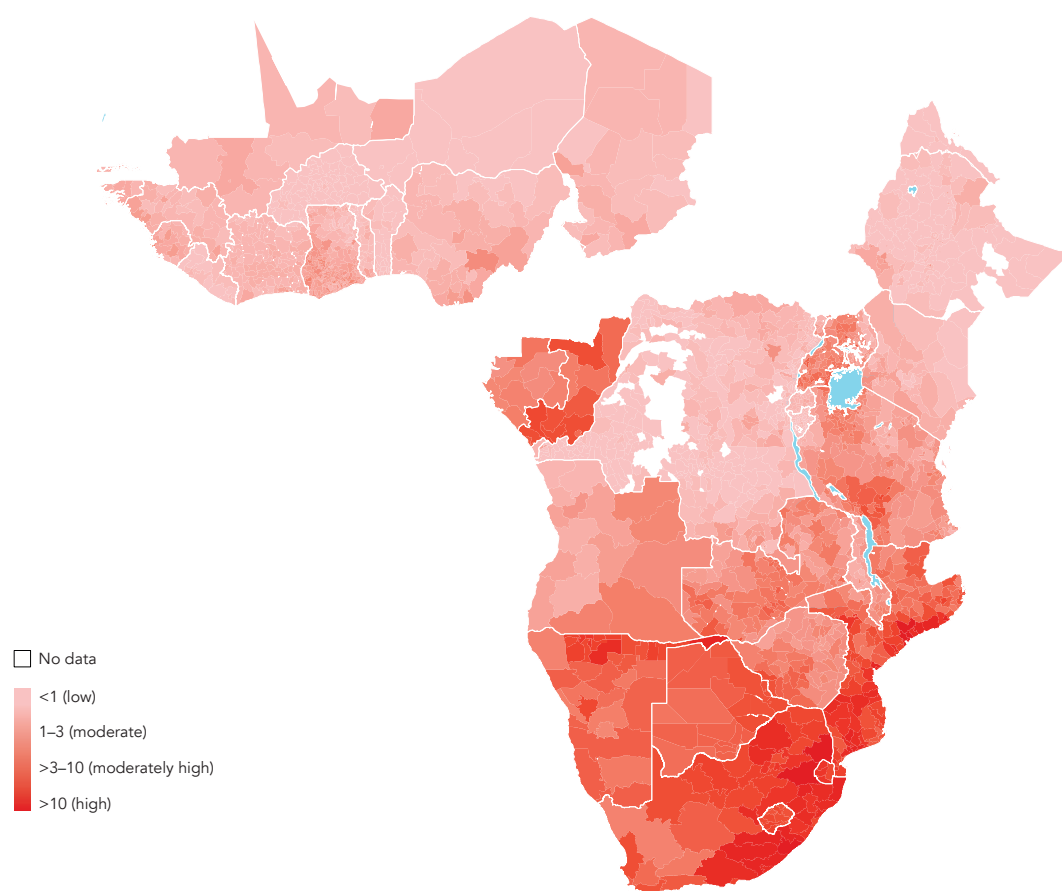 No data
<1 (low)
1–3 (moderate)
>3–10 (moderately high)
>10 (high)